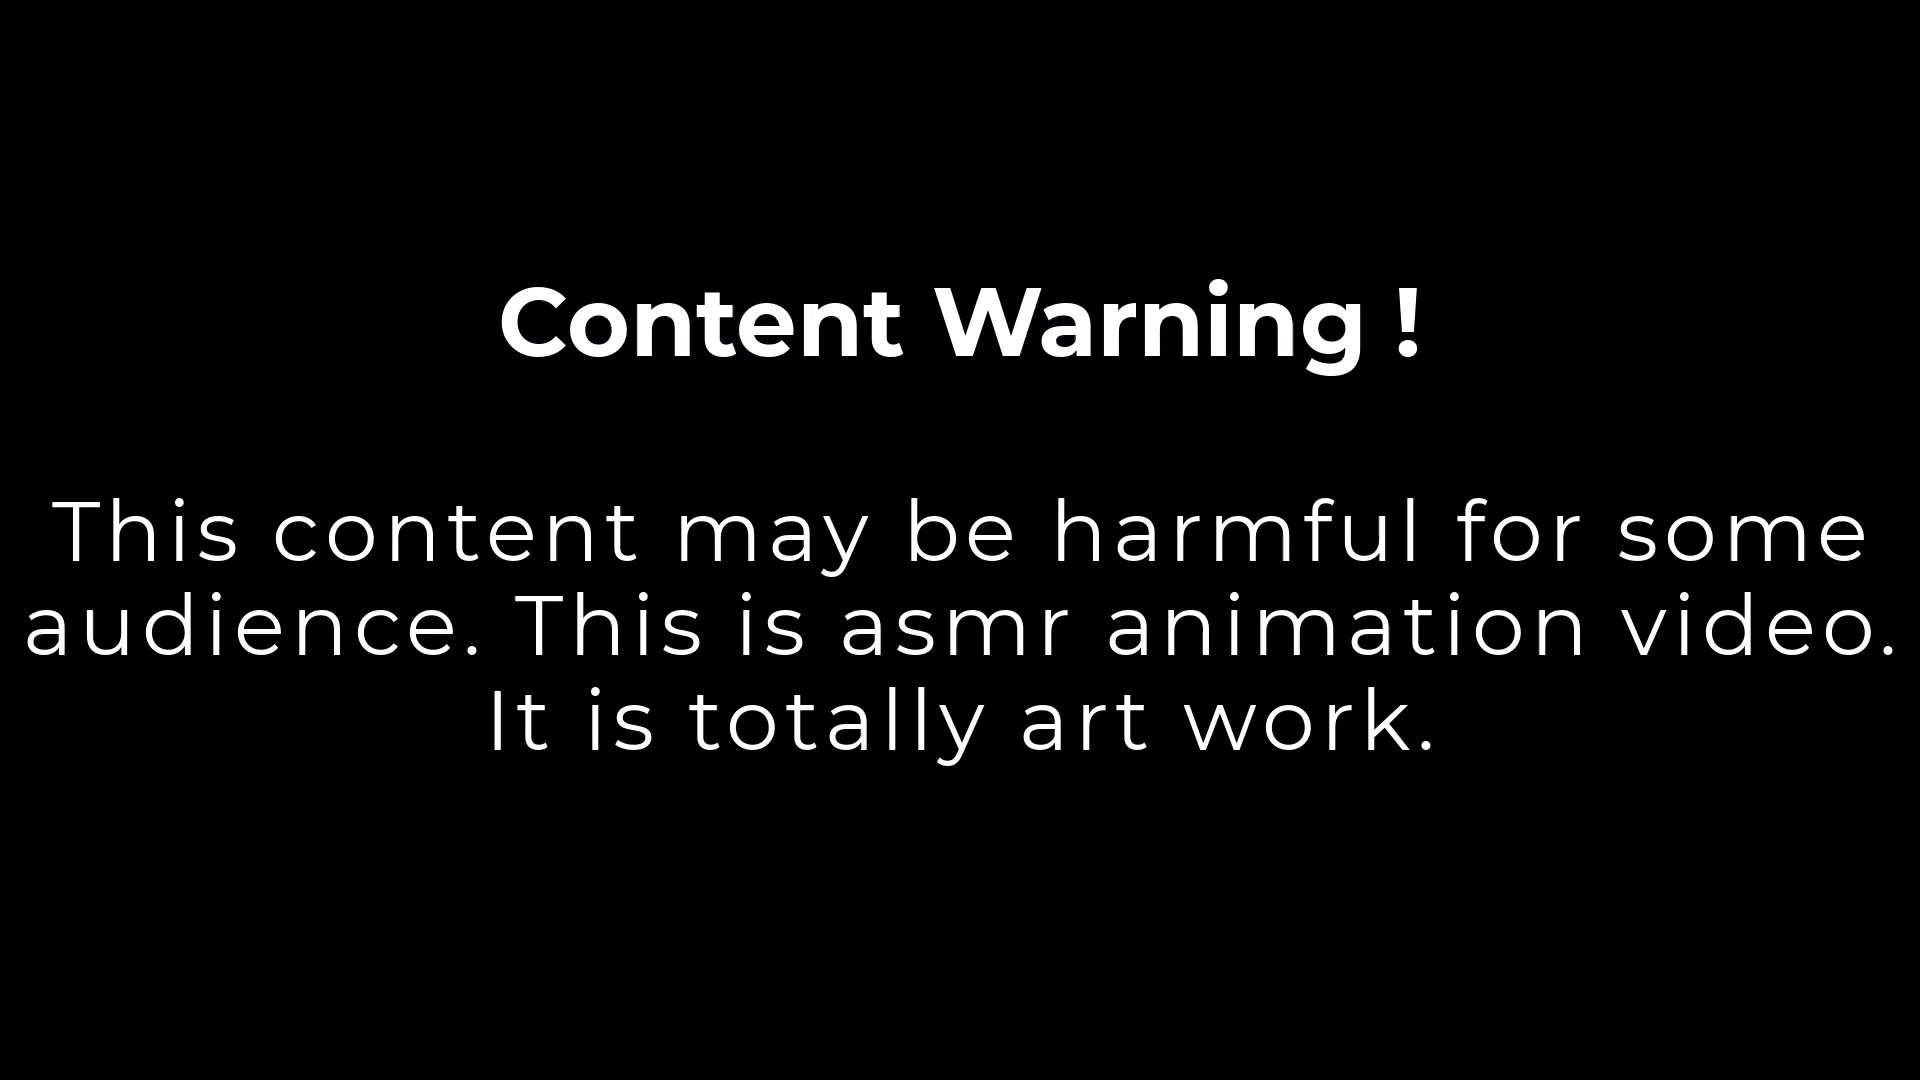 Content Warning !
This content may be harmful for some
audience. This is asmr animation video.
It is totally art work.